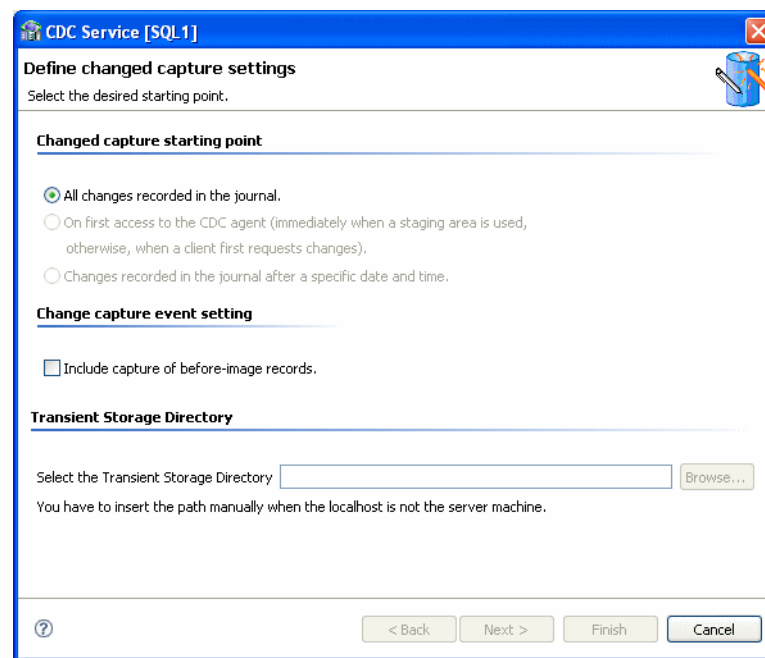 CDC Service [SQL1]
Define changed capture settings
Select the desired starting point.
Changed capture starting point
All changes recorded in the journal.
On first access to the CDC agent (immediately when a staging area is used,
otherwise, when a client first requests changes).
Changes recorded in the journal after a specific date and time.
Change capture event setting
Include capture of before-image records.
Transient Storage Directory
Select the Transient Storage Directory
Browse...
You have to insert the path manually when the localhost is not the server machine.
?
< Back
Next >
Finish
Cancel